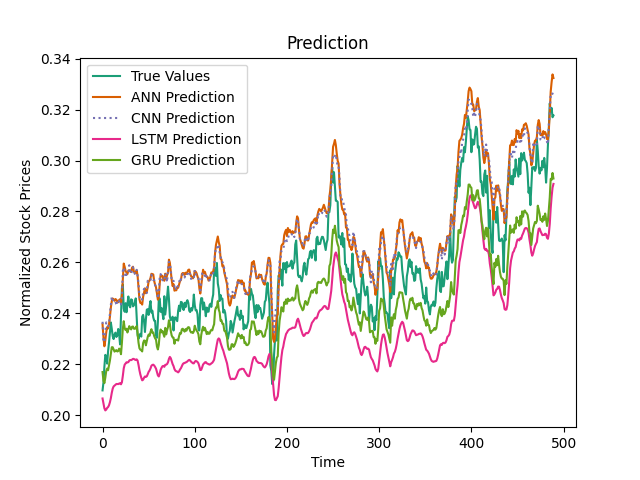 Prediction
0.34
0.32
0.30
0.28
0.26
0.24
0.22
0.20
Normalized Stock Prices
True Values
ANN Prediction
CNN Prediction
LSTM Prediction
GRU Prediction
0 100 200 300 400 500
Time